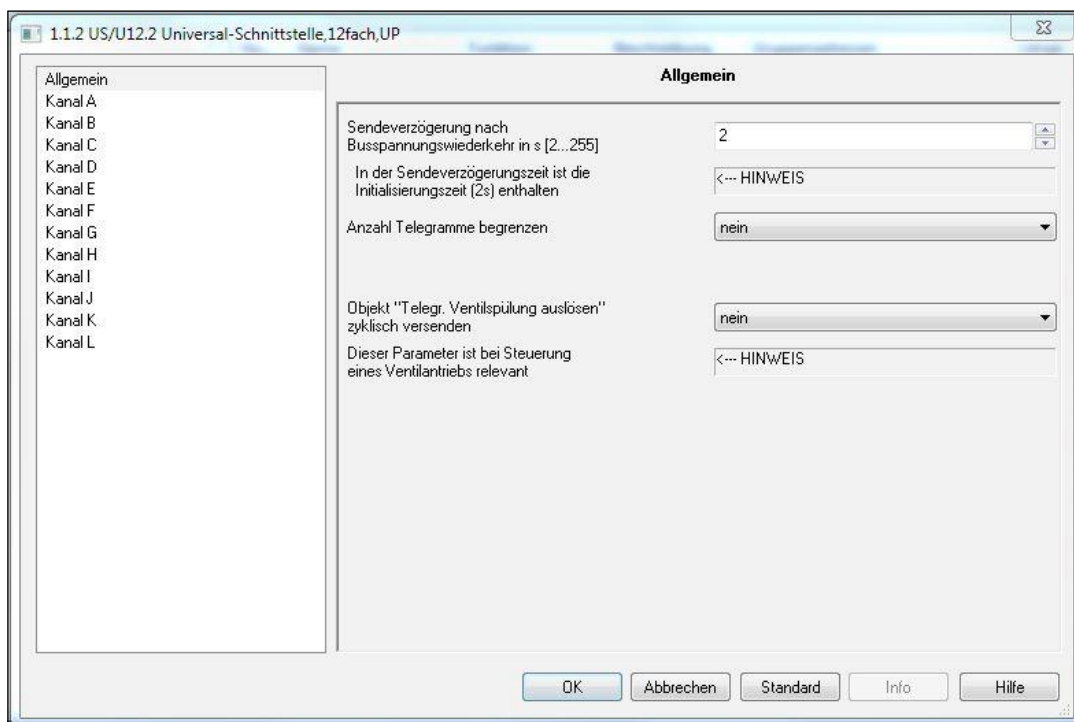 1.1.2 US/U12.2 Universal-Schnittstelle,12fach,UP
Allgemein
Kanal A
Kanal B
Kanal C
Kanal D
Kanal E
Kanal F
Kanal G
Kanal H
Kanal I
Kanal J
Kanal K
Kanal L
Allgemein
Sendeverzögerung nach
Busspannungswiederkehr in s [2...255]
2
In der Sendeverzögerungszeit ist die
Initialisierungszeit (2s) enthalten
<--- HINWEIS
Anzahl Telegramme begrenzen
nein
Objekt "Telegr. Ventilspülung auslösen"
zyklisch versenden
nein
Dieser Parameter ist bei Steuerung
eines Ventilantriebs relevant
<--- HINWEIS
OK
Abbrechen
Standard
Info
Hilfe